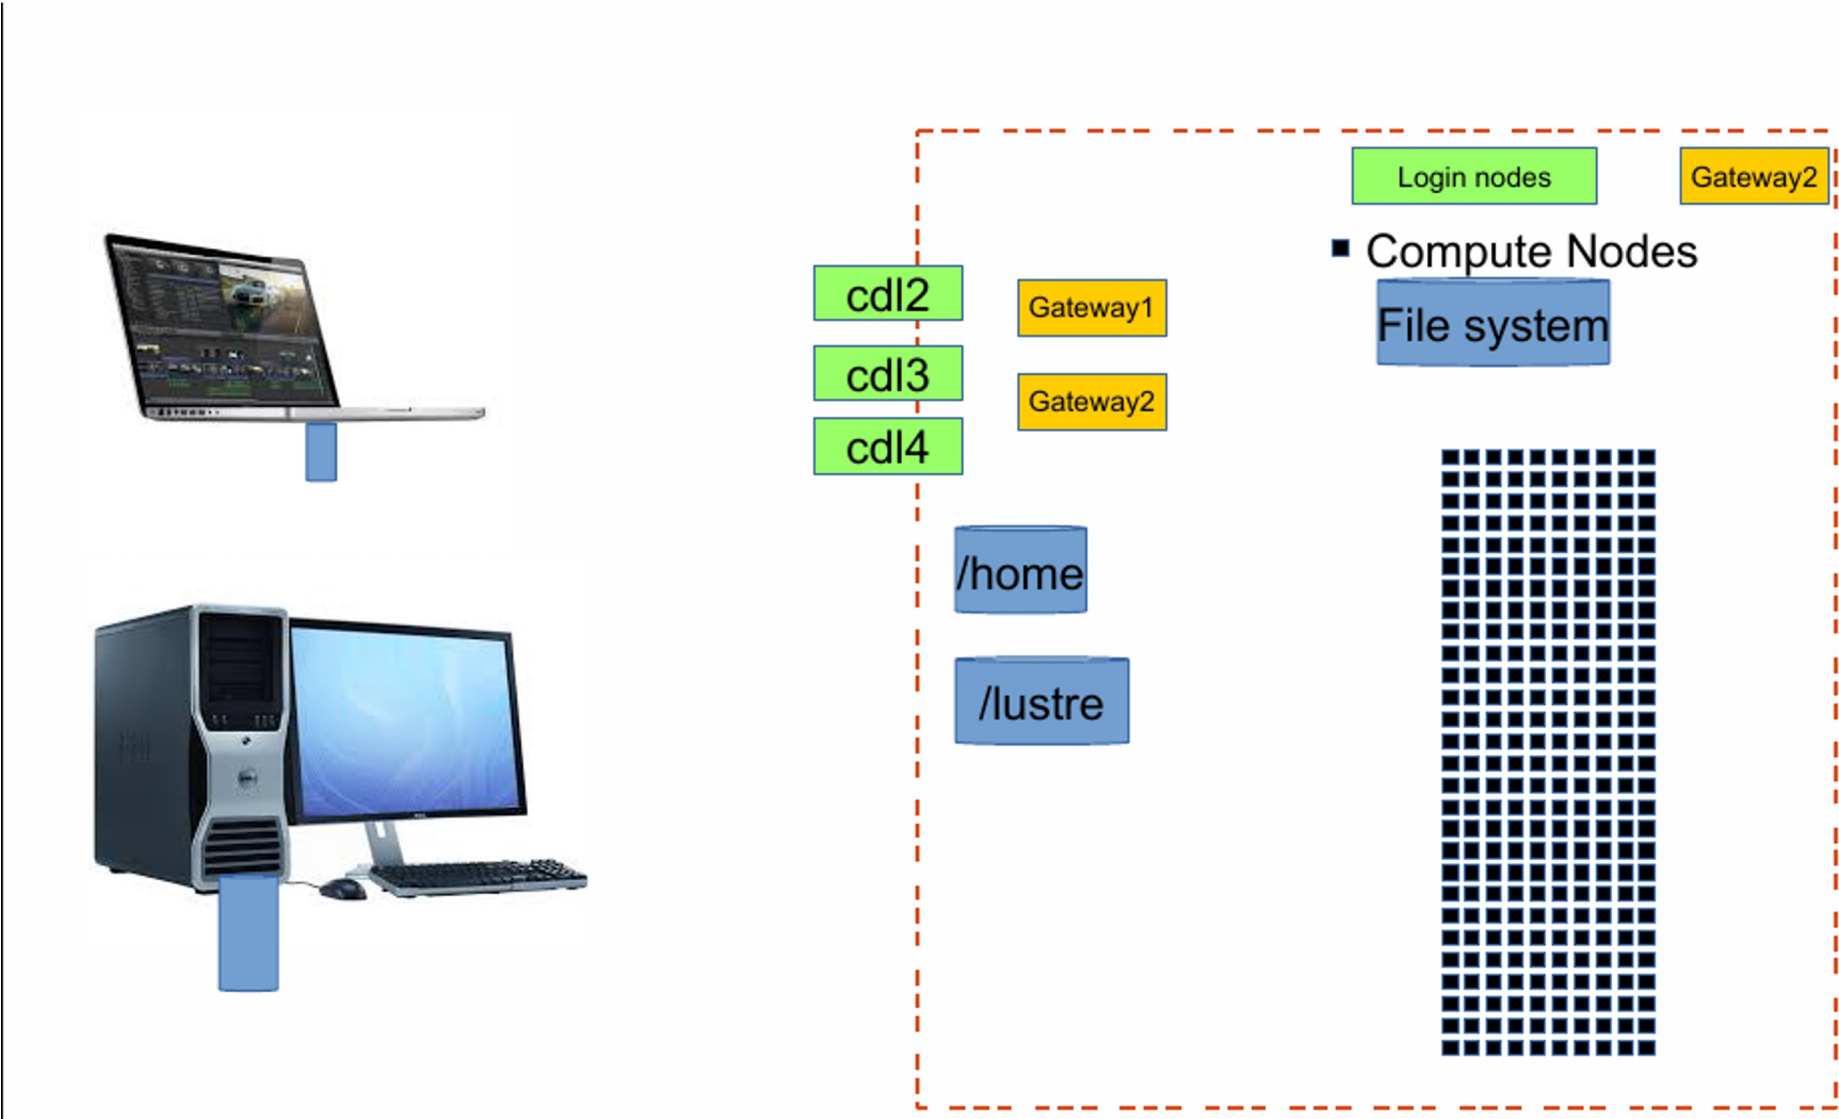 Login nodes
Gateway2
Compute Nodes
File system
cdl2
Gateway1
cdl3
Gateway2
cdl4
/home
/lustre